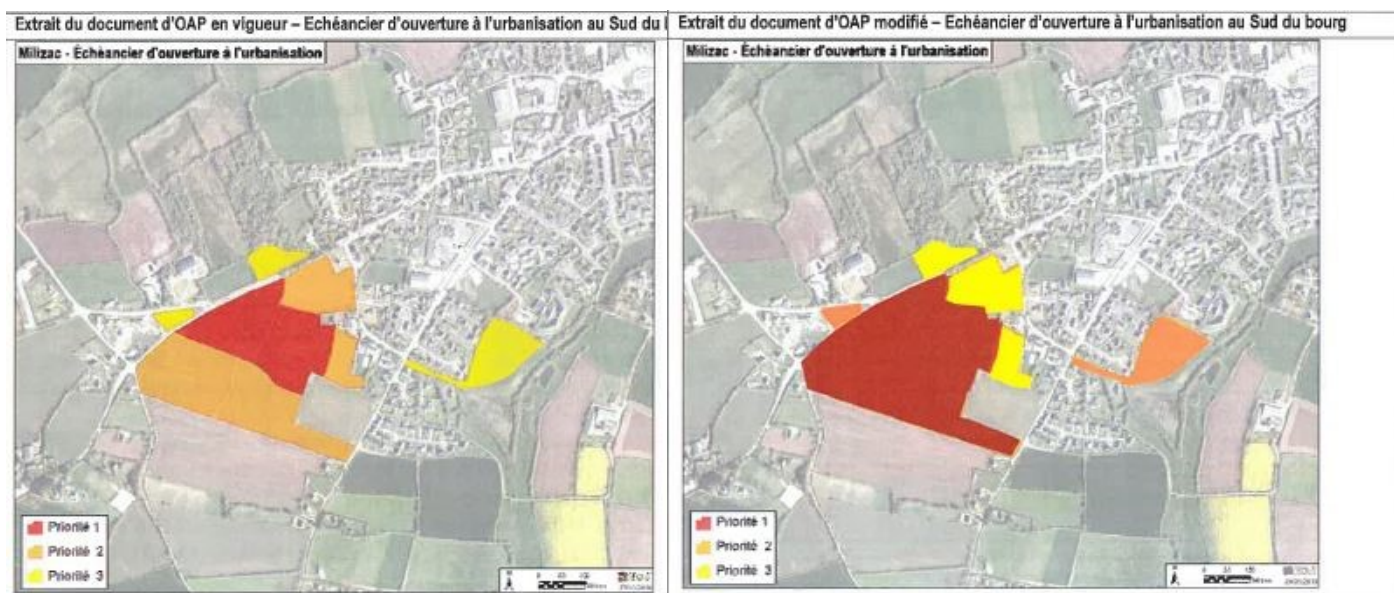 Extrait du document d'OAP en vigueur – Echéancier d'ouverture à l'urbanisation au Sud du
Milizac - Échéancier d'ouverture à l'urbanisation
Priorité 1
Priorité 2
Priorité 3
Extrait du document d'OAP modifié – Echéancier d'ouverture à l'urbanisation au Sud du bourg
Milizac - Échéancier d'ouverture à l'urbanisation
Priorité 1
Priorité 2
Priorité 3